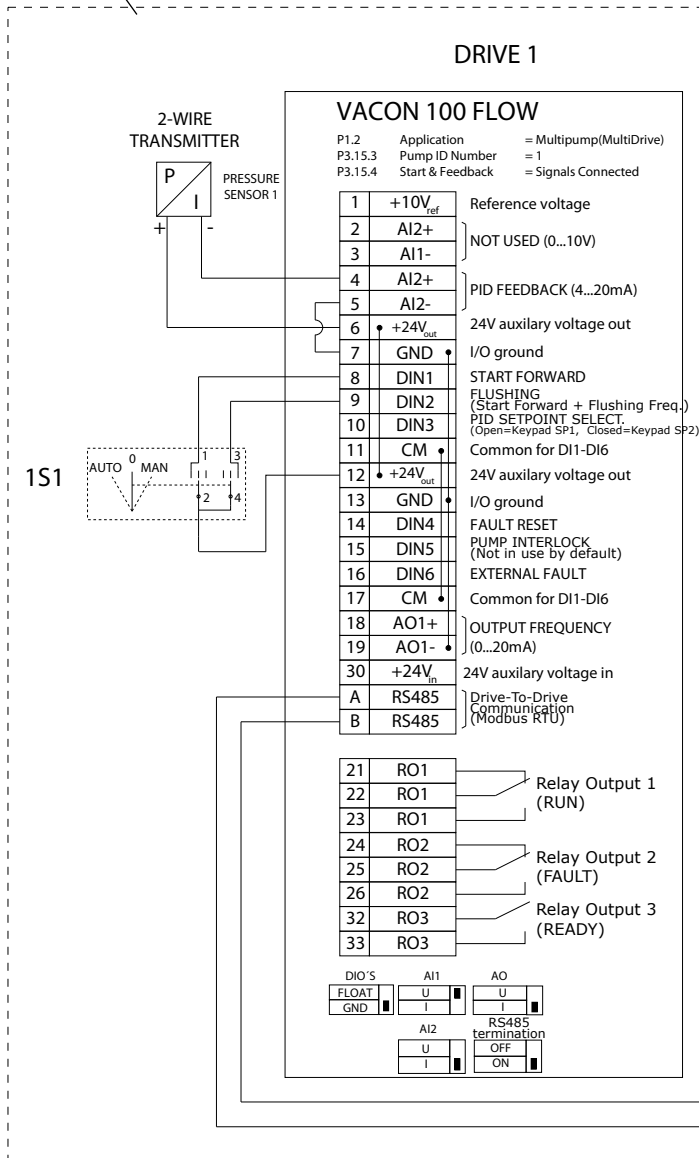 DRIVE 1
VACON 100 FLOW
P1.2 Application = Multipump(MultiDrive)
P3.15.3 Pump ID Number = 1
P3.15.4 Start & Feedback = Signals Connected
2-WIRE
TRANSMITTER
P
I
PRESSURE
SENSOR 1
+ -
1 +10Vref Reference voltage
2 AI2+
NOT USED (0...10V)
3 AI1-
4 AI2+
PID FEEDBACK (4...20mA)
5 AI2-
6 +24Vout 24V auxilary voltage out
7 GND I/O ground
8 DIN1 START FORWARD
9 DIN2 FLUSHING
(Start Forward + Flushing Freq.)
10 DIN3 PID SETPOINT SELECT.
(Open=Keypad SP1, Closed=Keypad SP2)
11 CM Common for DI1-DI6
12 +24Vout 24V auxilary voltage out
13 GND I/O ground
14 DIN4 FAULT RESET
15 DIN5 PUMP INTERLOCK
(Not in use by default)
16 DIN6 EXTERNAL FAULT
17 CM Common for DI1-DI6
18 AO1+ OUTPUT FREQUENCY
19 AO1- (0...20mA)
30 +24Vin 24V auxilary voltage in
A RS485 Drive-To-Drive
Communication
B RS485 (Modbus RTU)
1S1
AUTO 0 MAN
1 3
2 4
21 RO1
22 RO1
23 RO1
Relay Output 1
(RUN)
24 RO2
25 RO2
26 RO2
Relay Output 2
(FAULT)
32 RO3
33 RO3
Relay Output 3
(READY)
DIO´S AI1 AO
FLOAT U U
GND I I
AI2 RS485
termination
U OFF
I ON